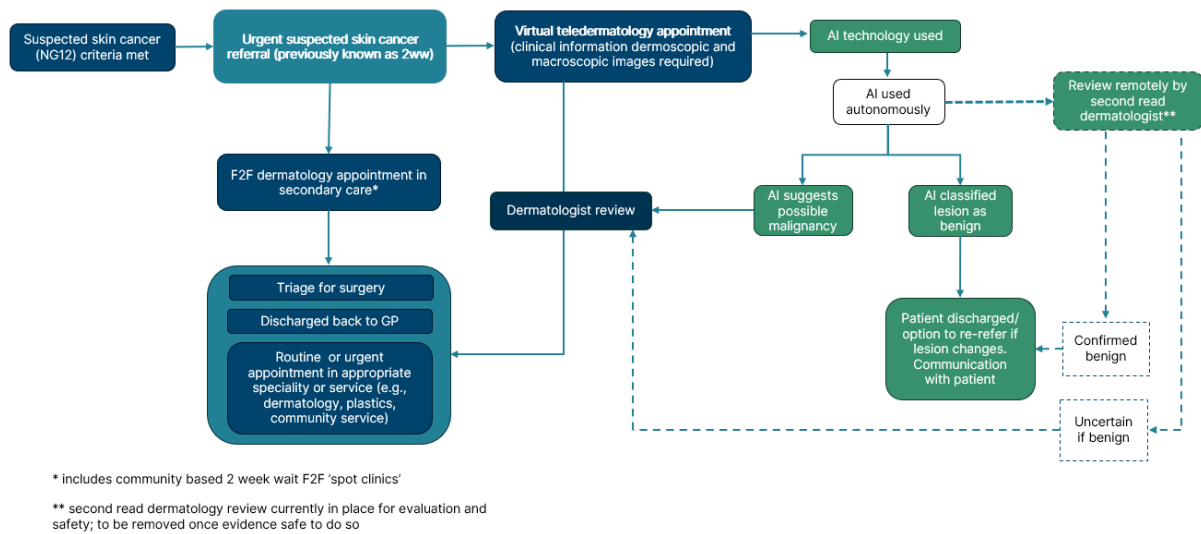 Suspected skin cancer
(NG12) criteria met
Urgent suspected skin cancer
referral (previously known as 2ww)
Virtual teledermatology appointment
(clinical information dermoscopic and
macroscopic images required)
AI technology used
AI used
autonomously
Review remotely by
second read
dermatologist**
F2F dermatology appointment in
secondary care*
Dermatologist review
AI suggests
possible
malignancy
AI classified
lesion as
benign
Triage for surgery
Discharged back to GP
Routine or urgent
appointment in appropriate
speciality or service (e.g.,
dermatology, plastics,
community service)
Patient discharged/
option to re-refer if
lesion changes.
Communication
with patient
Confirmed
benign
Uncertain
if benign
* includes community based 2 week wait F2F 'spot clinics'
** second read dermatology review currently in place for evaluation and
safety; to be removed once evidence safe to do so